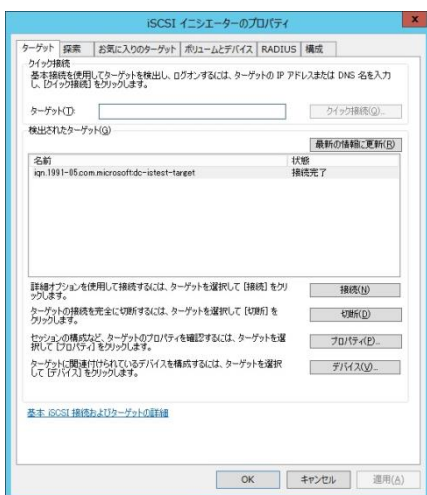 iSCSI イニシエーターのプロパティ
x
ターゲット 探索 お気に入りのターゲット ボリュームとデバイス RADIUS 構成
クイック接続
基本接続を使用してターゲットを検出し、ログオンするには、ターゲットの IP アドレスまたは DNS 名を入力
し、[クイック接続] をクリックします。
ターゲット(T): クイック接続(Q)...
検出されたターゲット(G)
最新の情報に更新(R)
名前 状態
iqn.1991-05.com.microsoft:dc-istest-target 接続完了
詳細オプションを使用して接続するには、ターゲットを選択して [接続] をクリ
ックします。
接続(N)
ターゲットの接続を完全に切断するには、ターゲットを選択して [切断] を
クリックします。
切断(D)
セッションの構成など、ターゲットのプロパティを確認するには、ターゲットを選
択して [プロパティ] をクリックします。
プロパティ(P)...
ターゲットに関連付けられているデバイスを構成するには、ターゲットを選択
して [デバイス] をクリックします。
デバイス(V)...
基本 iSCSI 接続およびターゲットの詳細
OK キャンセル 適用(A)